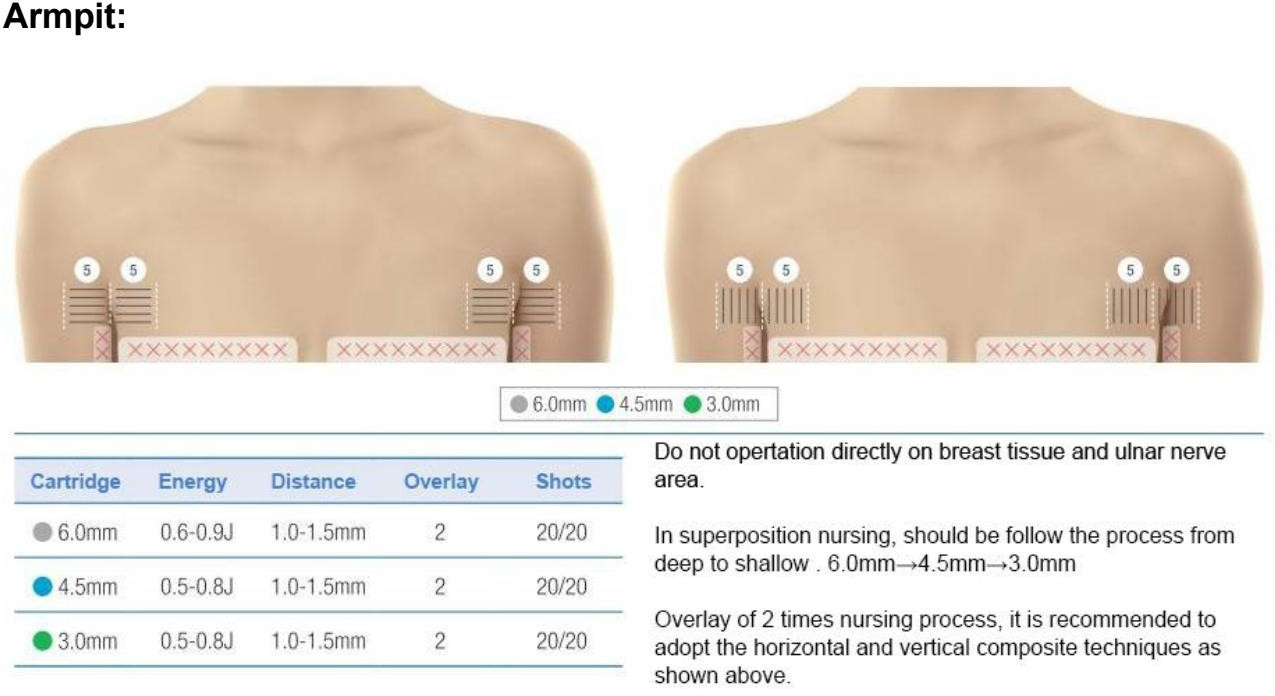 Armpit:
5 5 5 5 5 5 5 5
6.0mm 4.5mm 3.0mm
Cartridge Energy Distance Overlay Shots
6.0mm 0.6-0.9J 1.0-1.5mm 2 20/20
4.5mm 0.5-0.8J 1.0-1.5mm 2 20/20
3.0mm 0.5-0.8J 1.0-1.5mm 2 20/20
Do not opertation directly on breast tissue and ulnar nerve
area.
In superposition nursing, should be follow the process from
deep to shallow . 6.0mm→4.5mm→3.0mm
Overlay of 2 times nursing process, it is recommended to
adopt the horizontal and vertical composite techniques as
shown above.